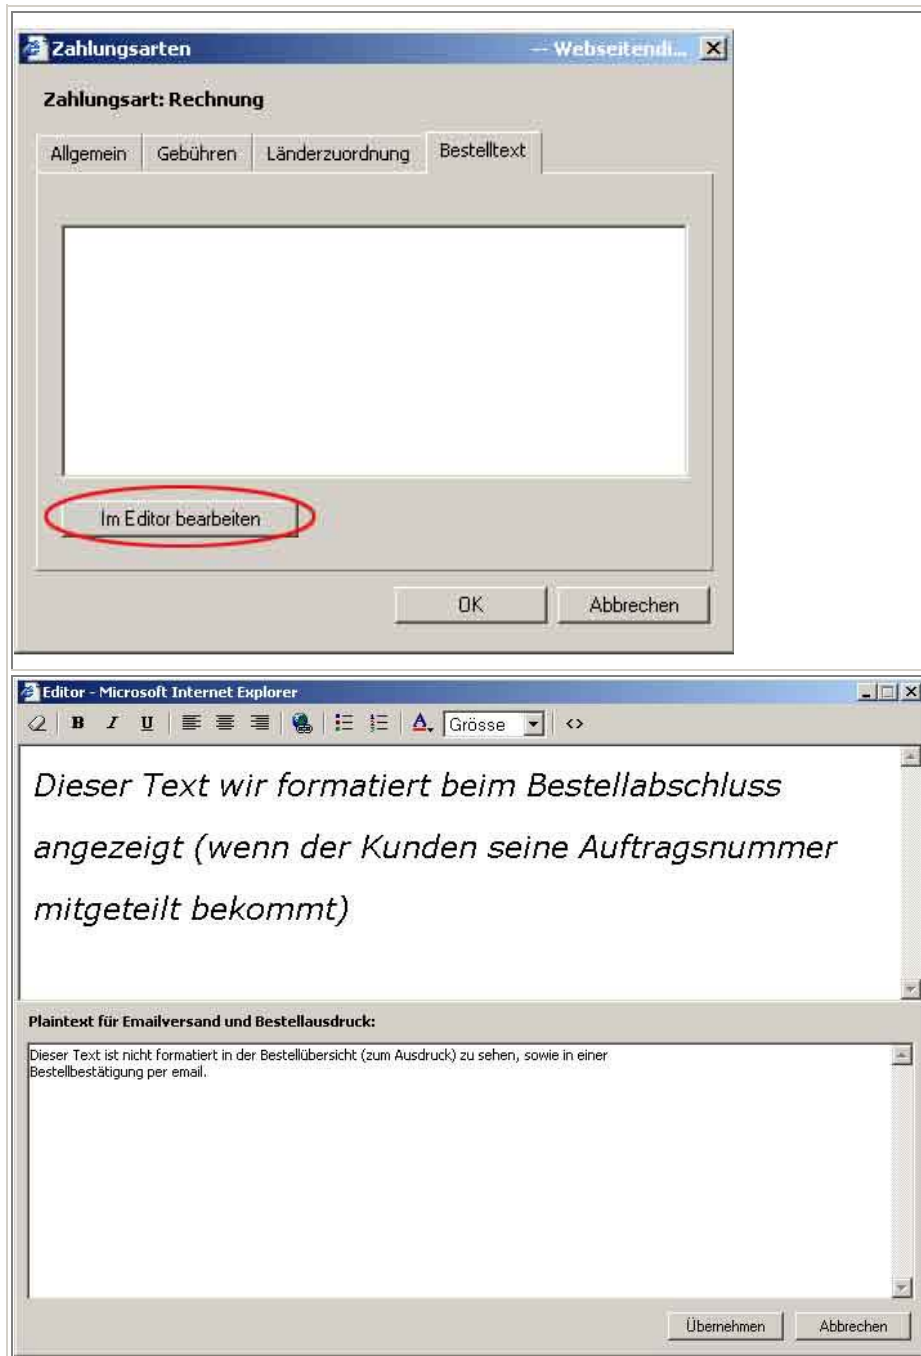 Zahlungsarten -- Webseitendi...
Zahlungsart: Rechnung
Allgemein Gebühren Länderzuordnung Bestelltext
Im Editor bearbeiten
OK Abbrechen
Editor - Microsoft Internet Explorer
B I U A Grösse <>
Dieser Text wir formatiert beim Bestellabschluss
angezeigt (wenn der Kunden seine Auftragsnummer
mitgeteilt bekommt)
Plaintext für Emailversand und Bestellausdruck:
Dieser Text ist nicht formatiert in der Bestellübersicht (zum Ausdruck) zu sehen, sowie in einer
Bestellbestätigung per email.
Übernehmen Abbrechen